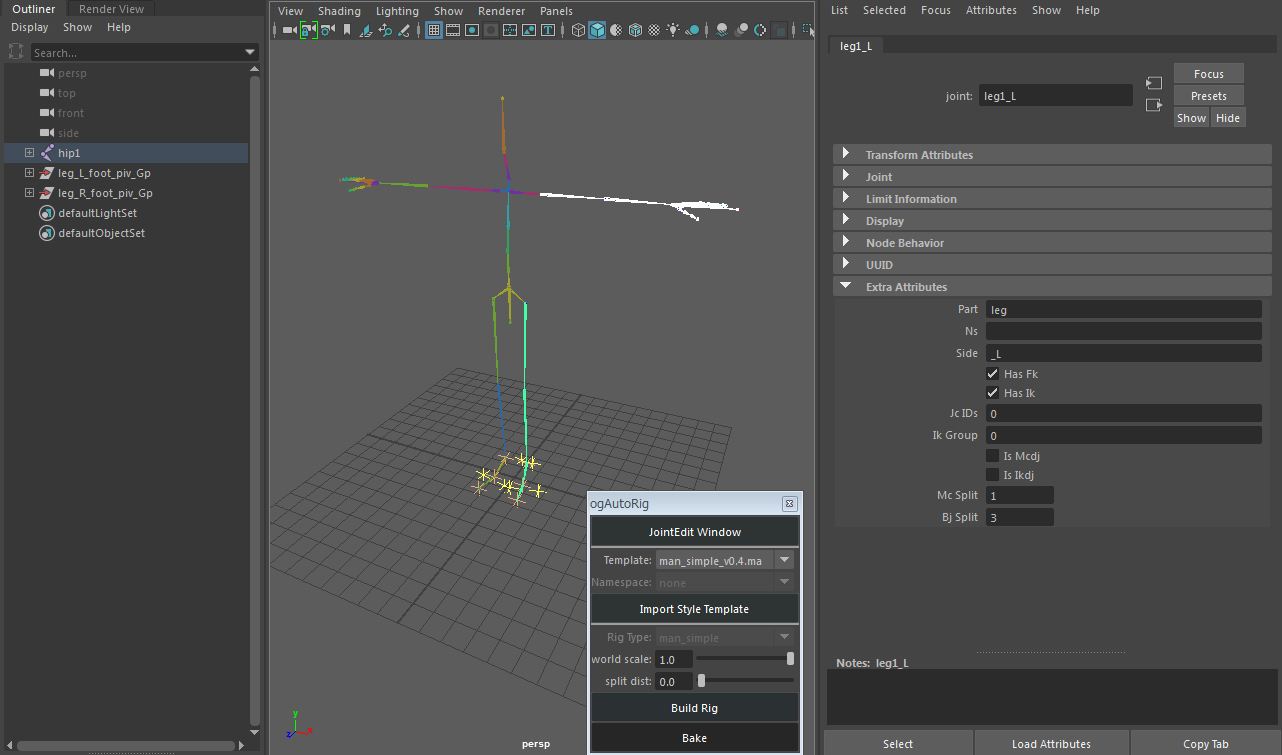 Outliner
Render View
Display Show Help
Search...
persp
top
front
side
hip1
leg_L_foot_piv_Gp
leg_R_foot_piv_Gp
defaultLightSet
defaultObjectSet
View Shading Lighting Show Renderer Panels
y
z
x
persp
ogAutoRig
JointEdit Window
Template: man_simple_v0.4.ma
Namespace: none
Import Style Template
Rig Type: man_simple
world scale: 1.0
split dist: 0.0
Build Rig
Bake
List Selected Focus Attributes Show Help
leg1_L
joint: leg1_L
Focus
Presets
Show Hide
Transform Attributes
Joint
Limit Information
Display
Node Behavior
UUID
Extra Attributes
Part leg
Ns
Side _L
Has Fk
Has Ik
Jc IDs 0
Ik Group 0
Is Mcdj
Is Ikdj
Mc Split 1
Bj Split 3
Notes: leg1_L
Select Load Attributes Copy Tab